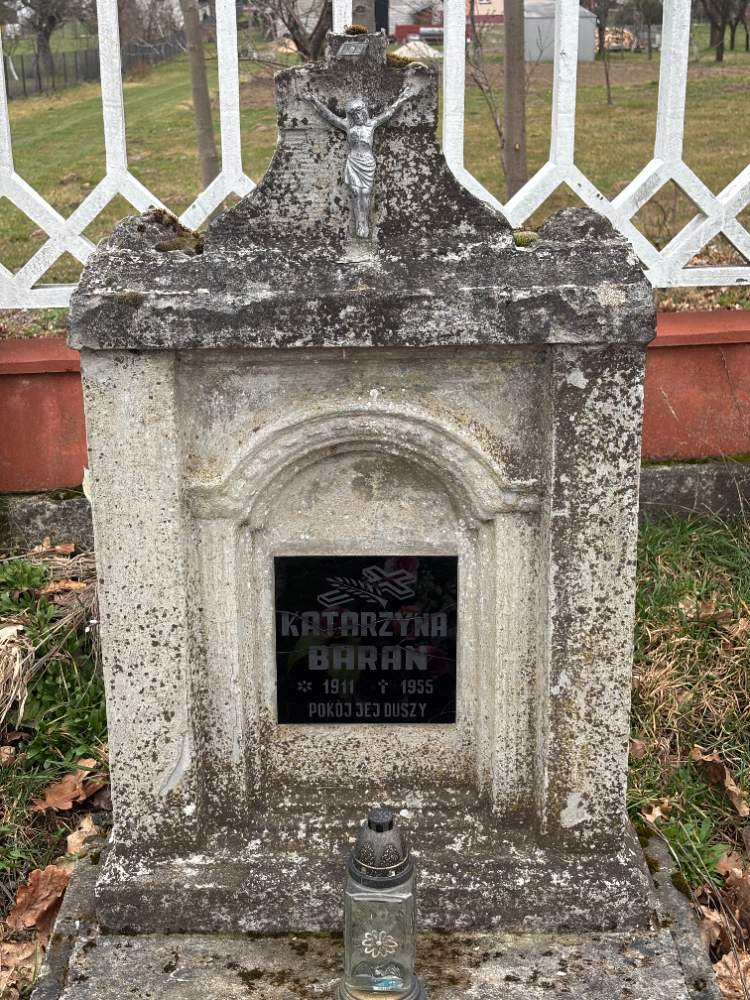 KATARZYNA
BARAN
* 1911 † 1955
POKÓJ JEJ DUSZY